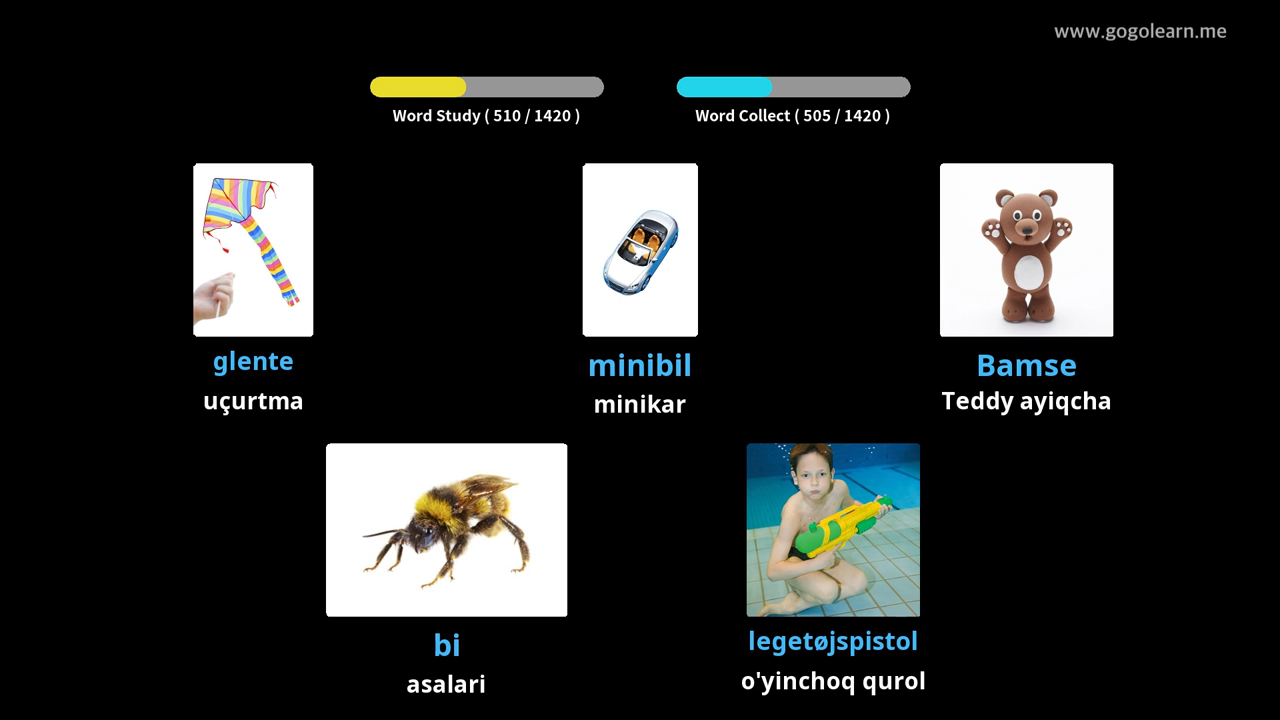 www.gogolearn.me
Word Study ( 510 / 1420 )
Word Collect ( 505 / 1420 )
glente
uçurtma
minibil
minikar
Bamse
Teddy ayiqcha
bi
asalari
legetøjspistol
o'yinchoq qurol